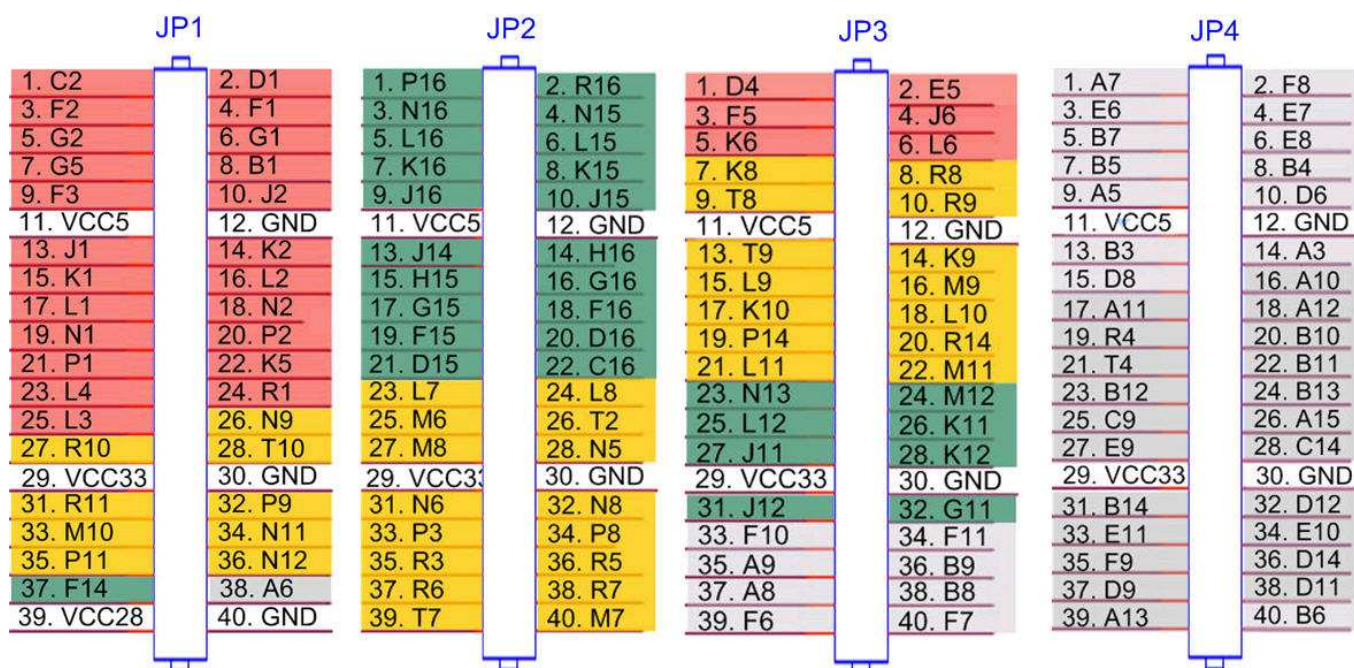 JP1 JP2 JP3 JP4
1. C2 2. D1 1. P16 2. R16 1. D4 2. E5 1. A7 2. F8
3. F2 4. F1 3. N16 4. N15 3. F5 4. J6 3. E6 4. E7
5. G2 6. G1 5. L16 6. L15 5. K6 6. L6 5. B7 6. E8
7. G5 8. B1 7. K16 8. K15 7. K8 8. R8 7. B5 8. B4
9. F3 10. J2 9. J16 10. J15 9. T8 10. R9 9. A5 10. D6
11. VCC5 12. GND 11. VCC5 12. GND 11. VCC5 12. GND 11. VCC5 12. GND
13. J1 14. K2 13. J14 14. H16 13. T9 14. K9 13. B3 14. A3
15. K1 16. L2 15. H15 16. G16 15. L9 16. M9 15. D8 16. A10
17. L1 18. N2 17. G15 18. F16 17. K10 18. L10 17. A11 18. A12
19. N1 20. P2 19. F15 20. D16 19. P14 20. R14 19. R4 20. B10
21. P1 22. K5 21. D15 22. C16 21. L11 22. M11 21. T4 22. B11
23. L4 24. R1 23. L7 24. L8 23. N13 24. M12 23. B12 24. B13
25. L3 26. N9 25. M6 26. T2 25. L12 26. K11 25. C9 26. A15
27. R10 28. T10 27. M8 28. N5 27. J11 28. K12 27. E9 28. C14
29. VCC33 30. GND 29. VCC33 30. GND 29. VCC33 30. GND 29. VCC33 30. GND
31. R11 32. P9 31. N6 32. N8 31. J12 32. G11 31. B14 32. D12
33. M10 34. N11 33. P3 34. P8 33. F10 34. F11 33. E11 34. E10
35. P11 36. N12 35. R3 36. R5 35. A9 36. B9 35. F9 36. D14
37. F14 38. A6 37. R6 38. R7 37. A8 38. B8 37. D9 38. D11
39. VCC28 40. GND 39. T7 40. M7 39. F6 40. F7 39. A13 40. B6